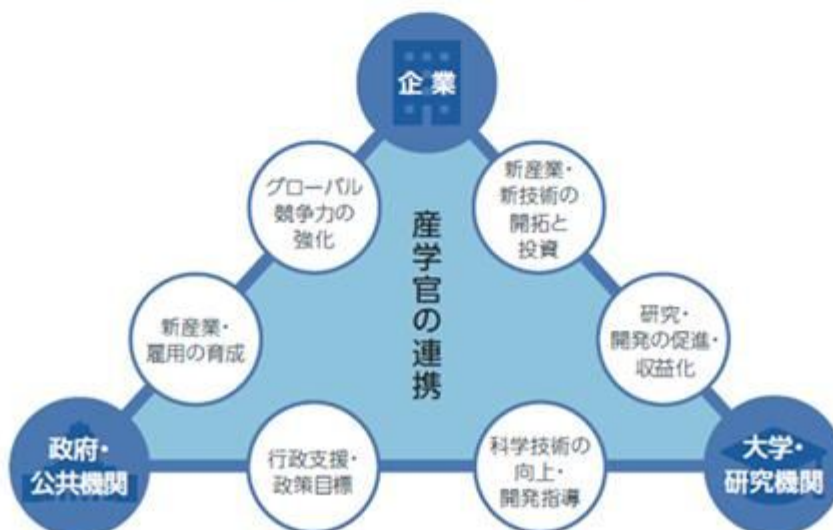 企業
グローバル
競争力の
強化
新産業・
新技術の
開拓と
投資
産学官の連携
新産業・
雇用の育成
研究・
開発の促進・
収益化
政府・
公共機関
行政支援・
政策目標
科学技術の
向上・
開発指導
大学・
研究機関